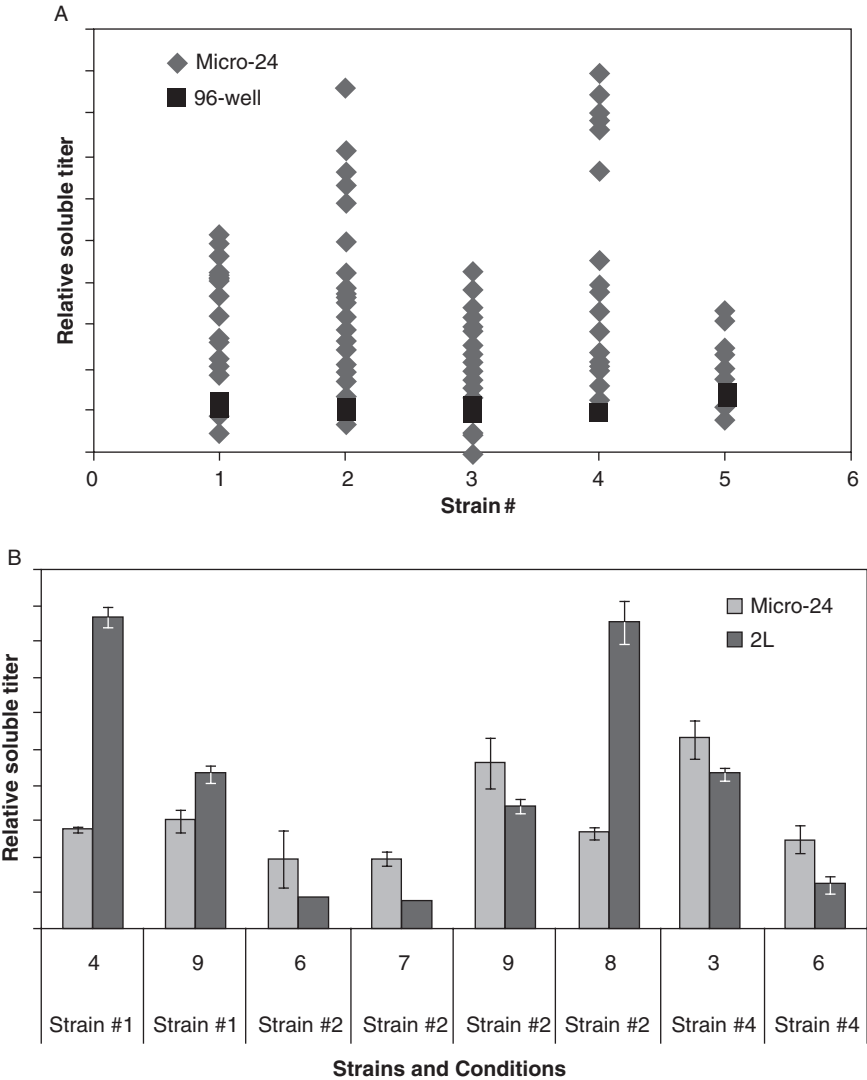 A
Micro-24
96-well
Relative soluble titer
0 1 2 3 4 5 6
Strain #
B
Micro-24
2L
Relative soluble titer
4 9 6 7 9 8 3 6
Strain #1 Strain #1 Strain #2 Strain #2 Strain #2 Strain #2 Strain #4 Strain #4
Strains and Conditions